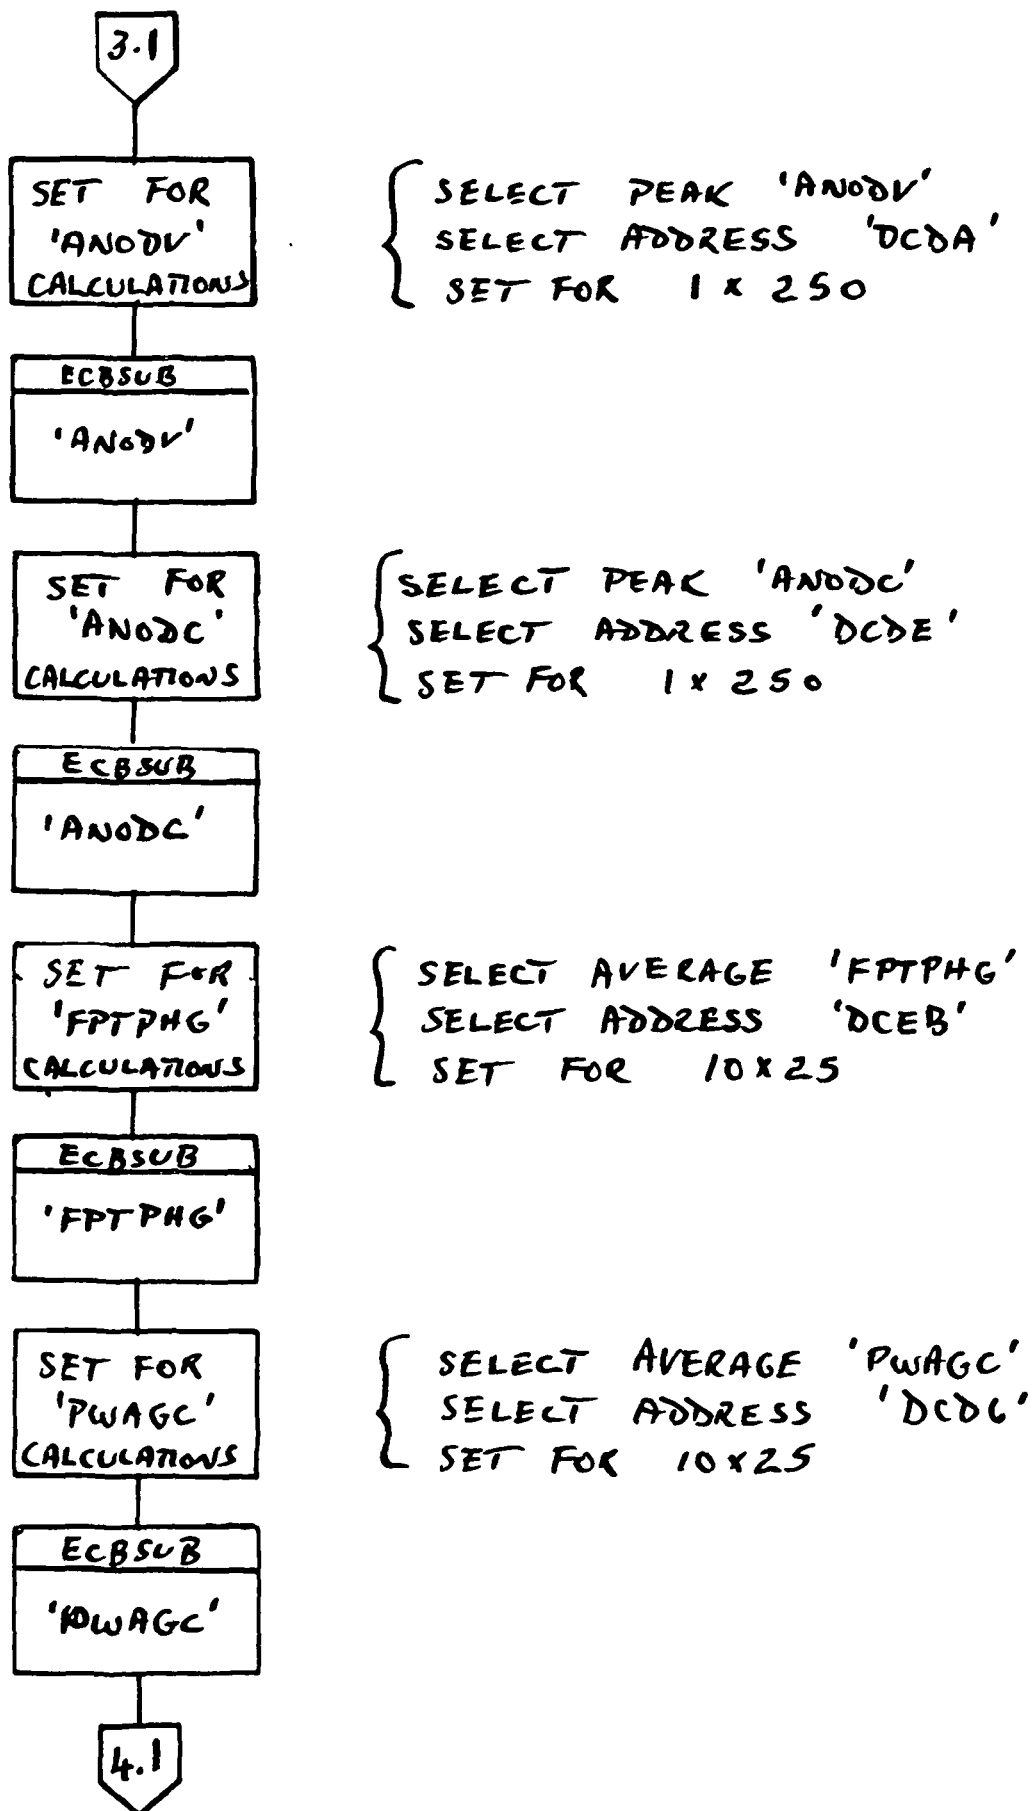 3.1
SET FOR
'ANODV'
CALCULATIONS
SELECT PEAK 'ANODV'
SELECT ADDRESS 'DCDA'
SET FOR 1 x 250
ECBSUB
'ANODV'
SET FOR
'ANODC'
CALCULATIONS
SELECT PEAK 'ANODC'
SELECT ADDRESS 'DCDE'
SET FOR 1 x 250
ECBSUB
'ANODC'
SET FOR
'FPTPHG'
CALCULATIONS
SELECT AVERAGE 'FPTPHG'
SELECT ADDRESS 'DCEB'
SET FOR 10 x 25
ECBSUB
'FPTPHG'
SET FOR
'PWAGC'
CALCULATIONS
SELECT AVERAGE 'PWAGC'
SELECT ADDRESS
SET FOR 10 x 25
ECBSUB
'PWAGC'
4.1